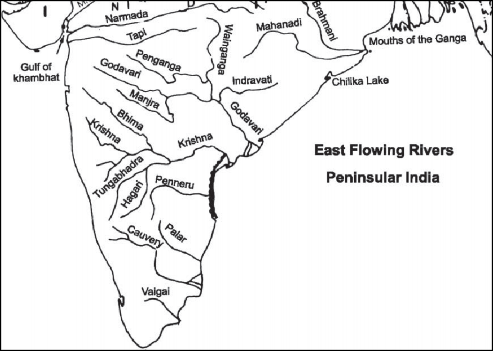 I N D
Narmada
Tapi
Gulf of
khambhat
Wainganga
Mahanadi
Brahmani
Mouths of the Ganga
Penganga
Godavari
Indravati
Chilika Lake
Manjra
Godavari
Bhima
Krishna
Krishna
East Flowing Rivers
Peninsular India
Tungabhadra
Hagari
Penneru
Palar
Cauvery
Vaigai